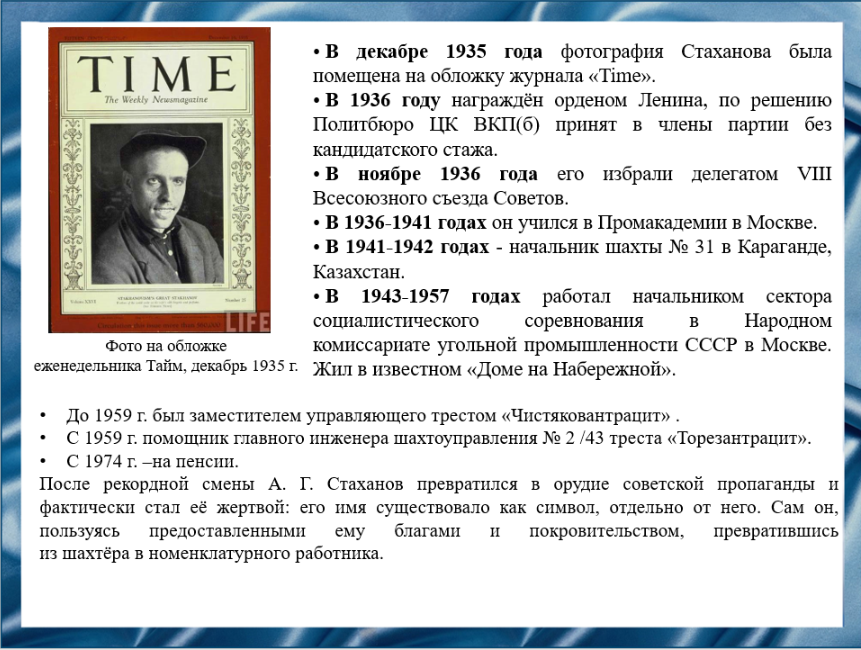 TIME
The Weekly Newsmagazine
Volume XXVI
Number 25
LIFE
Фото на обложке
еженедельника Тайм, декабрь 1935 г.
• В декабре 1935 года фотография Стаханова была
помещена на обложку журнала «Time».
• В 1936 году награждён орденом Ленина, по решению
Политбюро ЦК ВКП(б) принят в члены партии без
кандидатского стажа.
• В ноябре 1936 года его избрали делегатом VIII
Всесоюзного съезда Советов.
• В 1936-1941 годах он учился в Промакадемии в Москве.
• В 1941-1942 годах - начальник шахты № 31 в Караганде,
Казахстан.
• В 1943-1957 годах работал начальником сектора
социалистического соревнования в Народном
комиссариате угольной промышленности СССР в Москве.
Жил в известном «Доме на Набережной».
• До 1959 г. был заместителем управляющего трестом «Чистяковантрацит» .
• С 1959 г. помощник главного инженера шахтоуправления № 2 /43 треста «Торезантрацит».
• С 1974 г. –на пенсии.
После рекордной смены А. Г. Стаханов превратился в орудие советской пропаганды и
фактически стал её жертвой: его имя существовало как символ, отдельно от него. Сам он,
пользуясь предоставленными ему благами и покровительством, превратившись
из шахтёра в номенклатурного работника.